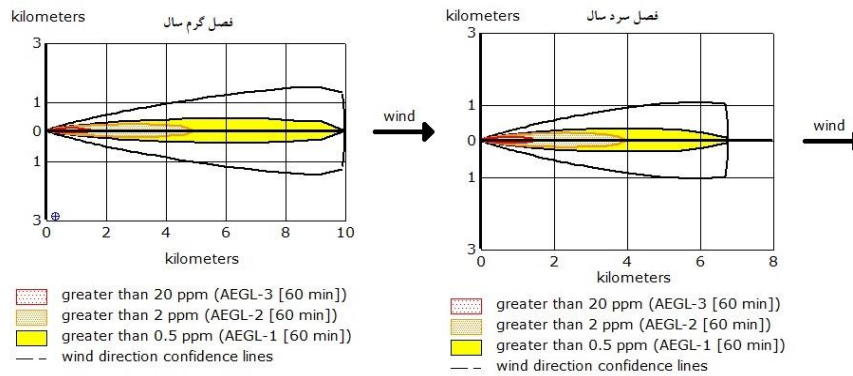 kilometers
فصل گرم سال
3
1
0
1
3
0
2
4
6
8
10
kilometers
wind
greater than 20 ppm (AEGL-3 [60 min])
greater than 2 ppm (AEGL-2 [60 min])
greater than 0.5 ppm (AEGL-1 [60 min])
wind direction confidence lines
kilometers
فصل سرد سال
3
1
0
1
3
0
2
4
6
8
kilometers
wind
greater than 20 ppm (AEGL-3 [60 min])
greater than 2 ppm (AEGL-2 [60 min])
greater than 0.5 ppm (AEGL-1 [60 min])
wind direction confidence lines